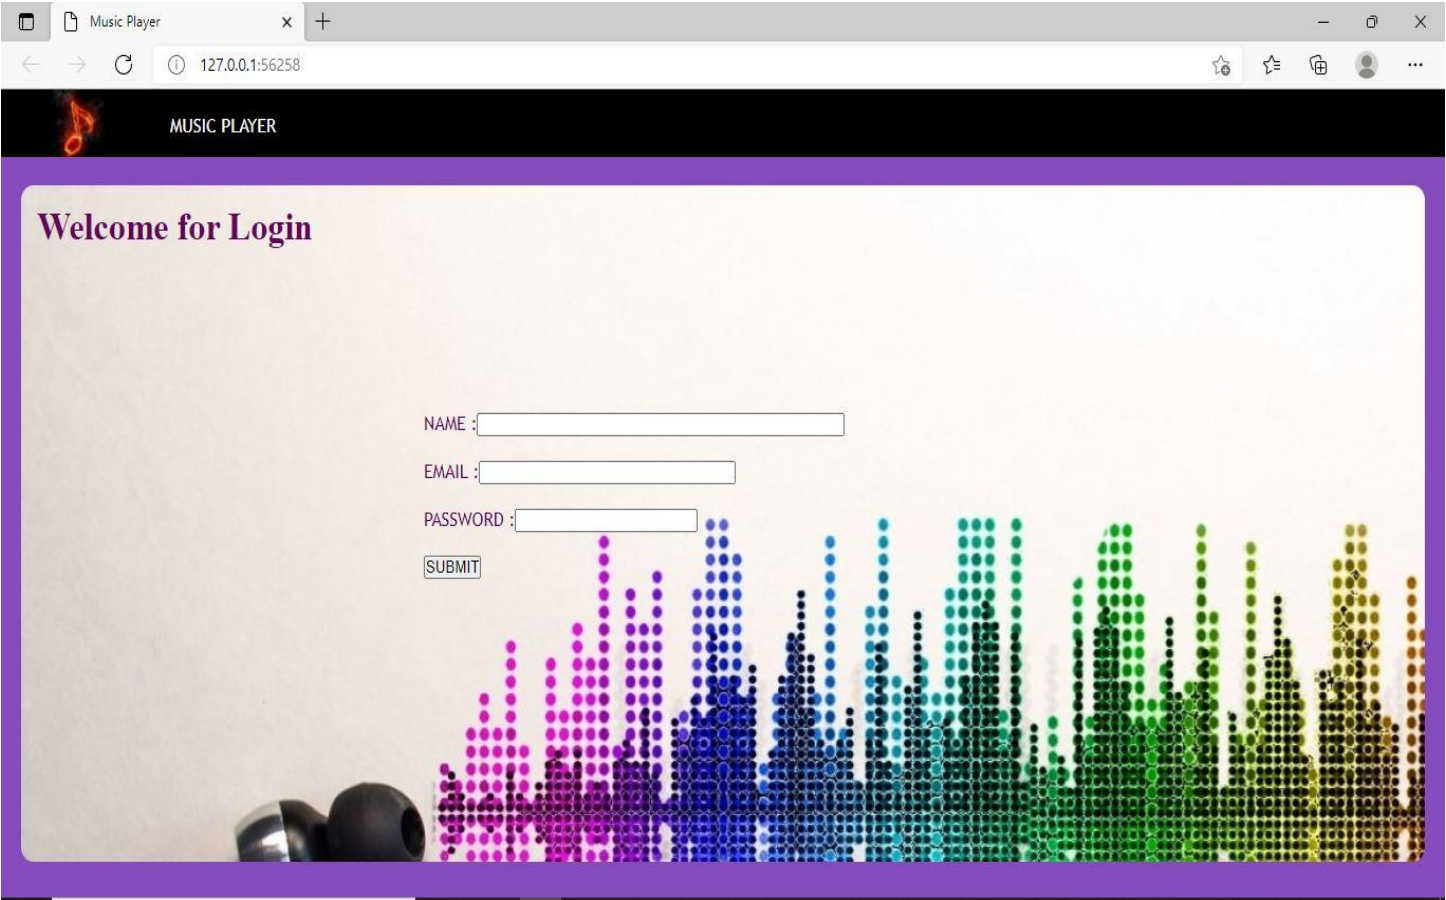 Music Player
127.0.0.1:56258
MUSIC PLAYER
Welcome for Login
NAME :
EMAIL :
PASSWORD :
SUBMIT